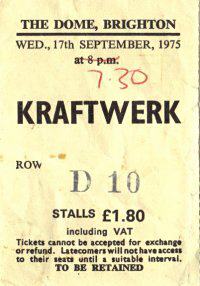 THE DOME, BRIGHTON
WED., 17th SEPTEMBER, 1975
at 8 p.m.
7.30
KRAFTWERK
ROW
D 10
STALLS £1.80
including VAT
Tickets cannot be accepted for exchange
or refund. Latecomers will not have access
to their seats until a suitable interval.
TO BE RETAINED